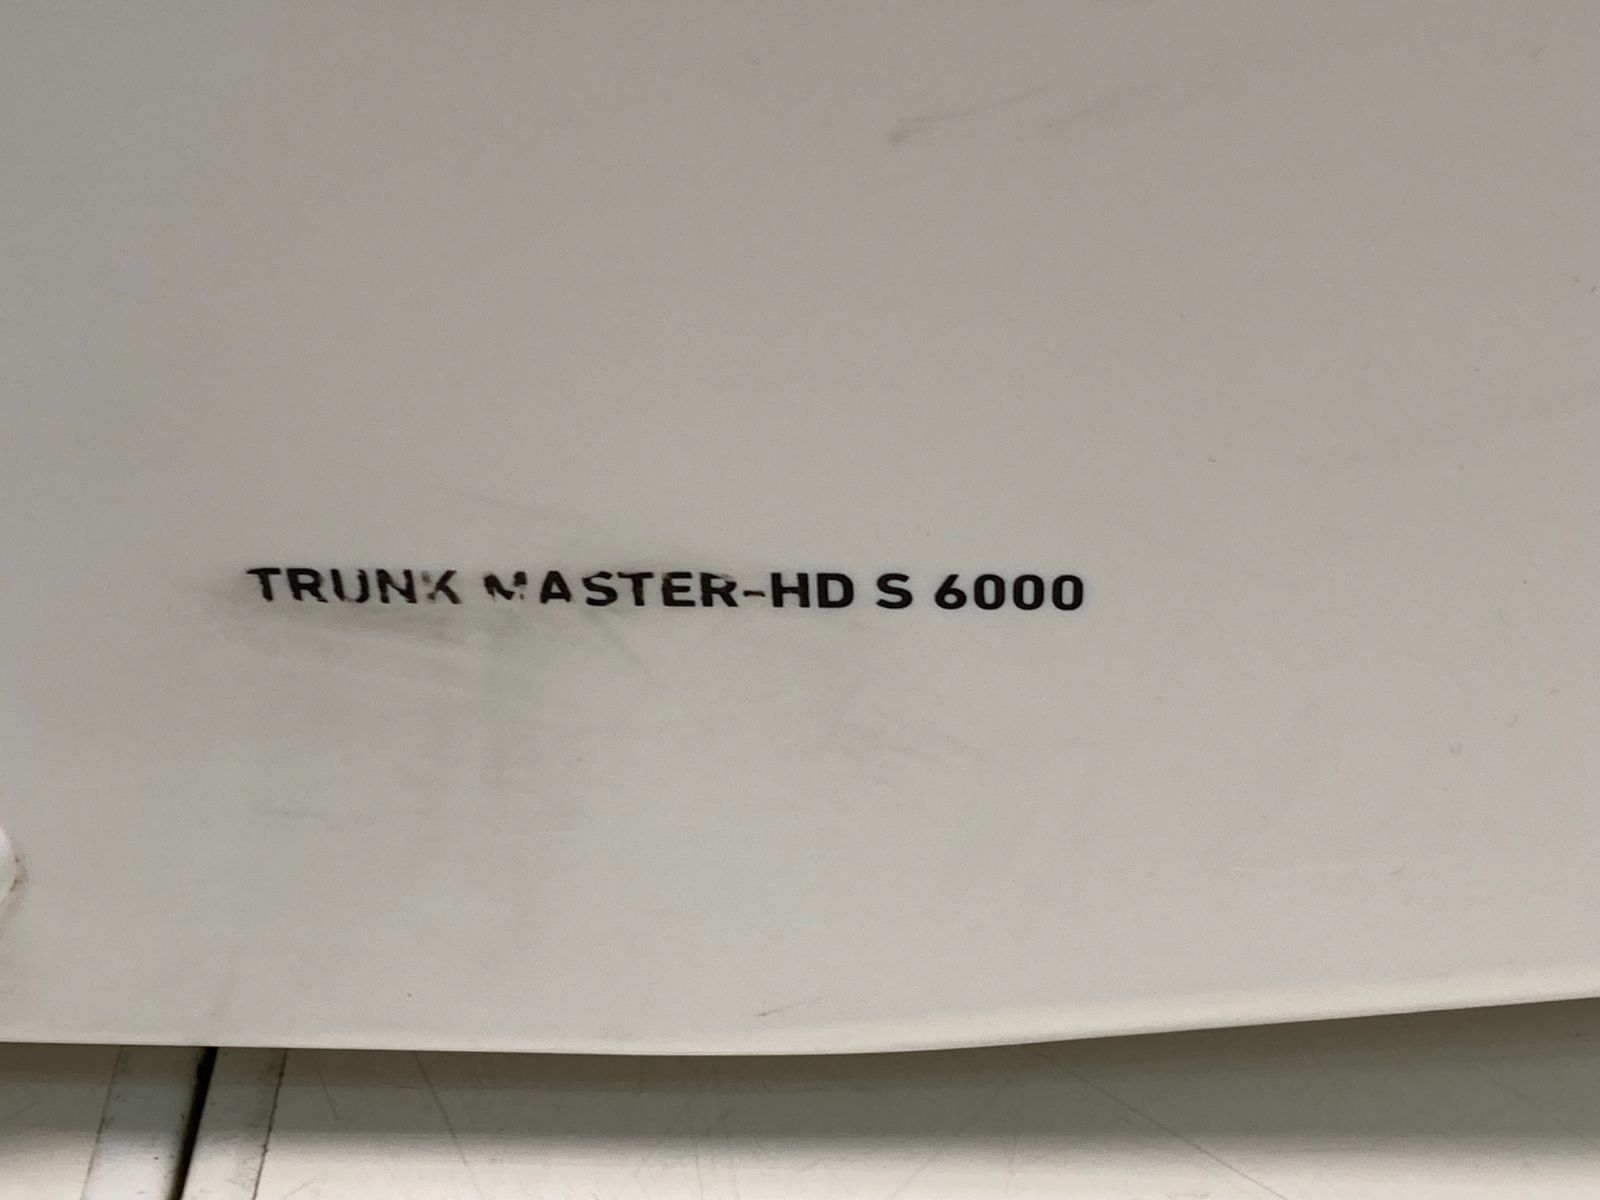 TRUNK MASTER-HD S 6000